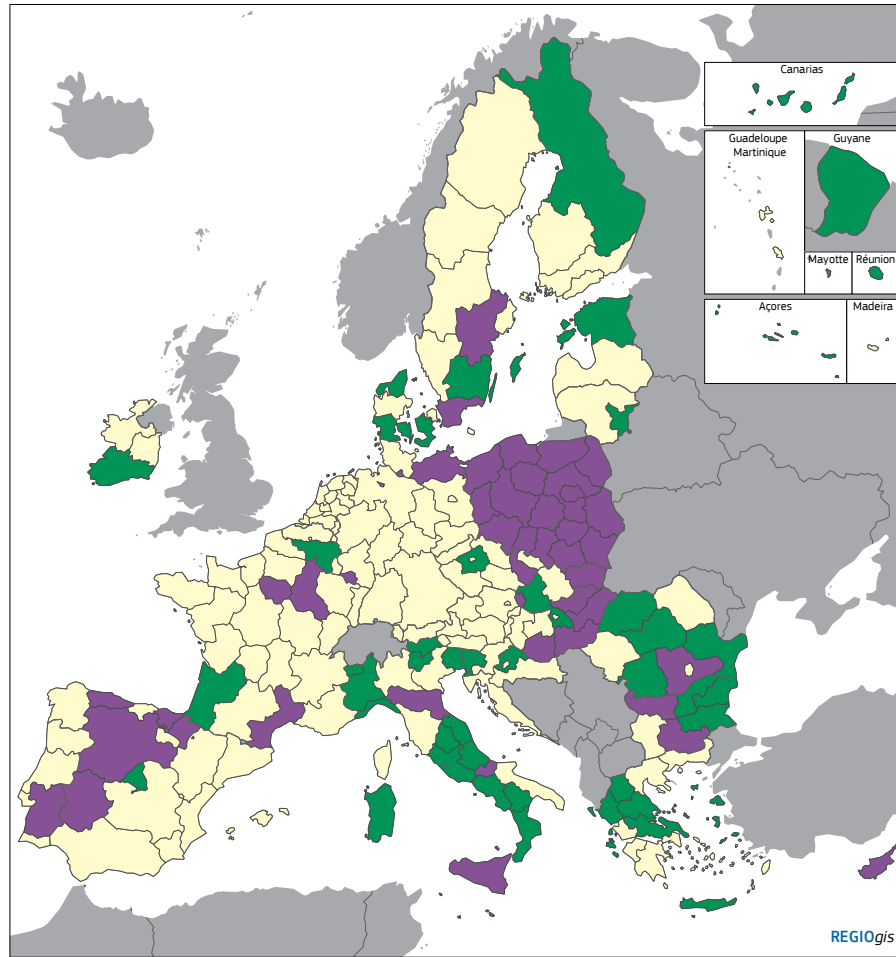 Canarias
Guadeloupe
Martinique
Guyane
Mayotte
Réunion
Açores
Madeira
REGIOgis